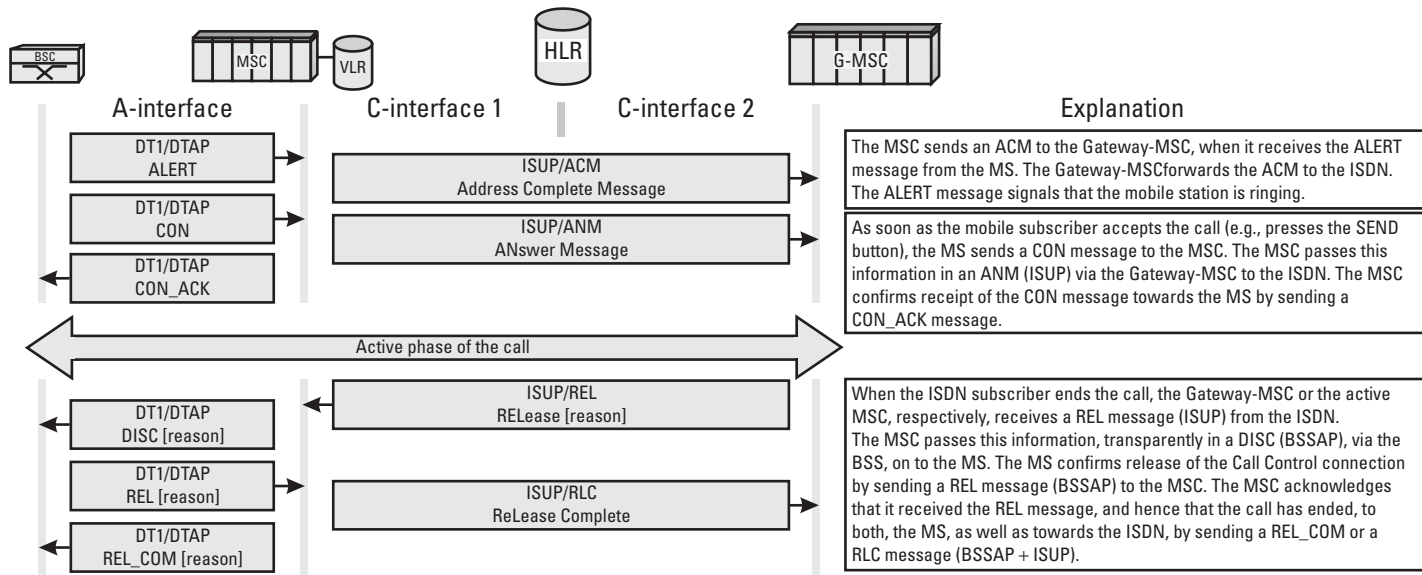 BSC
MSC
VLR
HLR
G-MSC
A-interface
C-interface 1
C-interface 2
Explanation
DT1/DTAP
ALERT
ISUP/ACM
Address Complete Message
The MSC sends an ACM to the Gateway-MSC, when it receives the ALERT
message from the MS. The Gateway-MSCforwards the ACM to the ISDN.
The ALERT message signals that the mobile station is ringing.
DT1/DTAP
CON
ISUP/ANM
ANswer Message
DT1/DTAP
CON_ACK
As soon as the mobile subscriber accepts the call (e.g., presses the SEND
button), the MS sends a CON message to the MSC. The MSC passes this
information in an ANM (ISUP) via the Gateway-MSC to the ISDN. The MSC
confirms receipt of the CON message towards the MS by sending a
CON_ACK message.
Active phase of the call
ISUP/REL
RELease [reason]
DT1/DTAP
DISC [reason]
DT1/DTAP
REL [reason]
ISUP/RLC
ReLease Complete
DT1/DTAP
REL_COM [reason]
When the ISDN subscriber ends the call, the Gateway-MSC or the active
MSC, respectively, receives a REL message (ISUP) from the ISDN.
The MSC passes this information, transparently in a DISC (BSSAP), via the
BSS, on to the MS. The MS confirms release of the Call Control connection
by sending a REL message (BSSAP) to the MSC. The MSC acknowledges
that it received the REL message, and hence that the call has ended, to
both, the MS, as well as towards the ISDN, by sending a REL_COM or a
RLC message (BSSAP + ISUP).